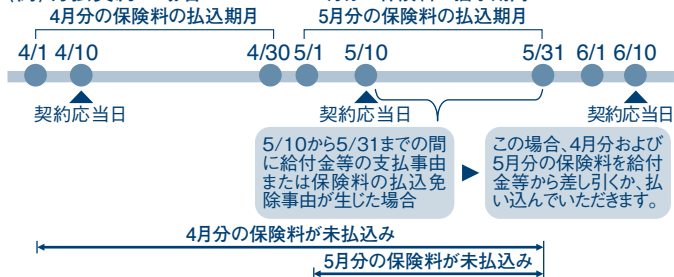 4月分の保険料の払込期月
5月分の保険料の払込期月
4/1 4/10 4/30 5/1 5/10 5/31 6/1 6/10
契約応当日 契約応当日 契約応当日
5/10から5/31までの間
に給付金等の支払事由
または保険料の払込免
除事由が生じた場合
この場合、4月分および
5月分の保険料を給付
金等から差し引くか、払
い込んでいただきます。
4月分の保険料が未払込み
5月分の保険料が未払込み